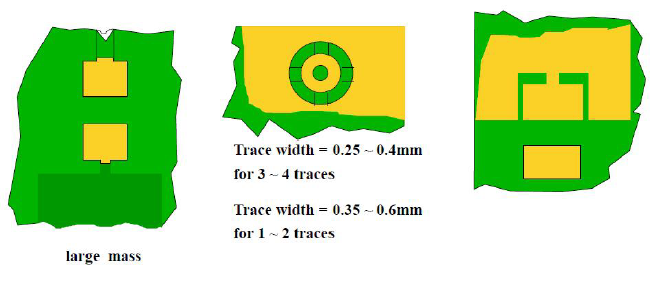 Trace width = 0.25 ~ 0.4mm
for 3 ~ 4 traces
Trace width = 0.35 ~ 0.6mm
for 1 ~ 2 traces
large mass